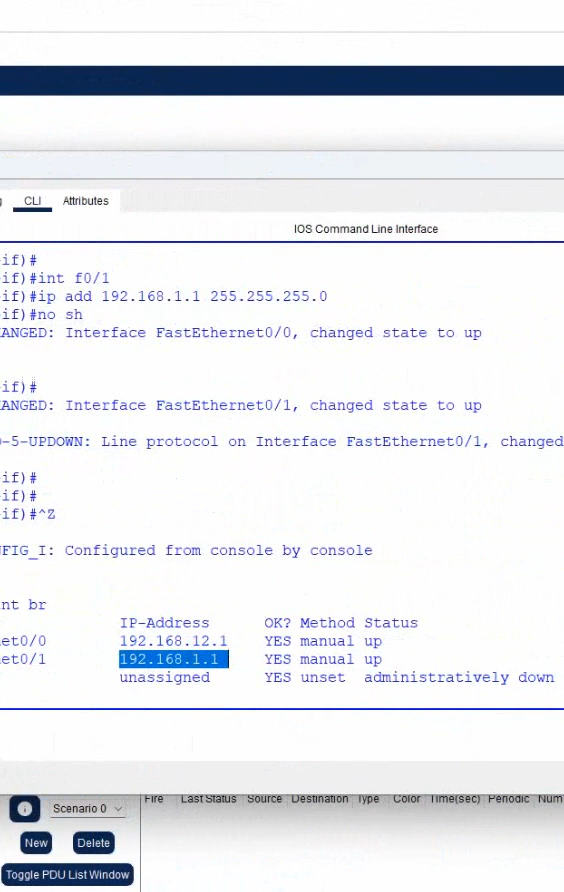 g CLI Attributes
IOS Command Line Interface
if)#
if)#int f0/1
if)#ip add 192.168.1.1 255.255.255.0
if)#no sh
ANGED: Interface FastEthernet0/0, changed state to up
if)#
ANGED: Interface FastEthernet0/1, changed state to up
-5-UPDOWN: Line protocol on Interface FastEthernet0/1, changed
if)#
if)#
if)#^Z
FIG_I: Configured from console by console
nt br
IP-Address OK? Method Status
et0/0 192.168.12.1 YES manual up
et0/1 192.168.1.1 YES manual up
unassigned YES unset administratively down
Fire Last Status Source Destination Type Color Time(sec) Periodic Num
Scenario 0
New Delete
Toggle PDU List Window